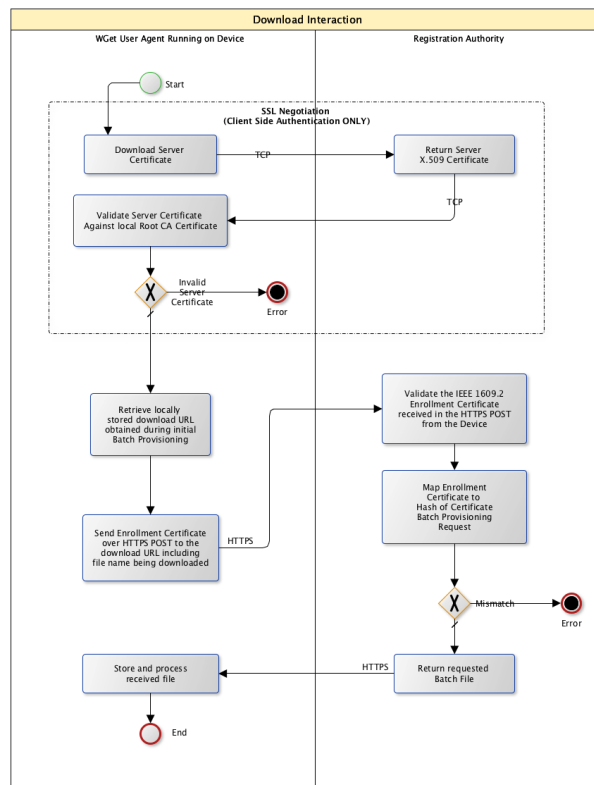 Download Interaction
WGet User Agent Running on Device
Registration Authority
Start
SSL Negotiation
(Client Side Authentication ONLY)
Download Server
Certificate
TCP
Return Server
X.509 Certificate
TCP
Validate Server Certificate
Against local Root CA Certificate
X
Invalid
Server
Certificate
Error
Retrieve locally
stored download URL
obtained during initial
Batch Provisioning
Validate the IEEE 1609.2
Enrollment Certificate
received in the HTTPS POST
from the Device
Send Enrollment Certificate
over HTTPS POST to the
download URL including
file name being downloaded
HTTPS
Map Enrollment
Certificate to
Hash of Certificate
Batch Provisioning
Request
X
Mismatch
Error
Store and process
received file
HTTPS
Return requested
Batch File
End